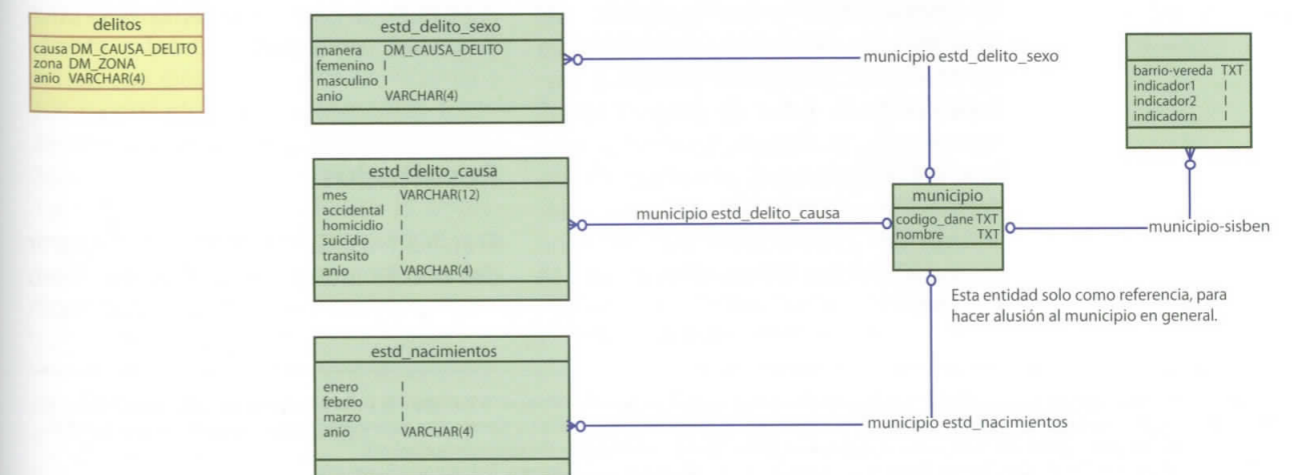 delitos
causa DM_CAUSA_DELITO
zona DM_ZONA
anio VARCHAR(4)
estd_delito_sexo
manera DM_CAUSA_DELITO
femenino I
masculino I
anio VARCHAR(4)
municipio estd_delito_sexo
barrio-vereda TXT
indicador1 I
indicador2 I
indicadorn I
estd_delito_causa
mes VARCHAR(12)
accidental I
homicidio I
suicidio I
transito I
anio VARCHAR(4)
municipio estd_delito_causa
municipio
codigo_dane TXT
nombre TXT
municipio-sisben
Esta entidad solo como referencia, para
hacer alusión al municipio en general.
estd_nacimientos
enero I
febreo I
marzo I
anio VARCHAR(4)
municipio estd_nacimientos